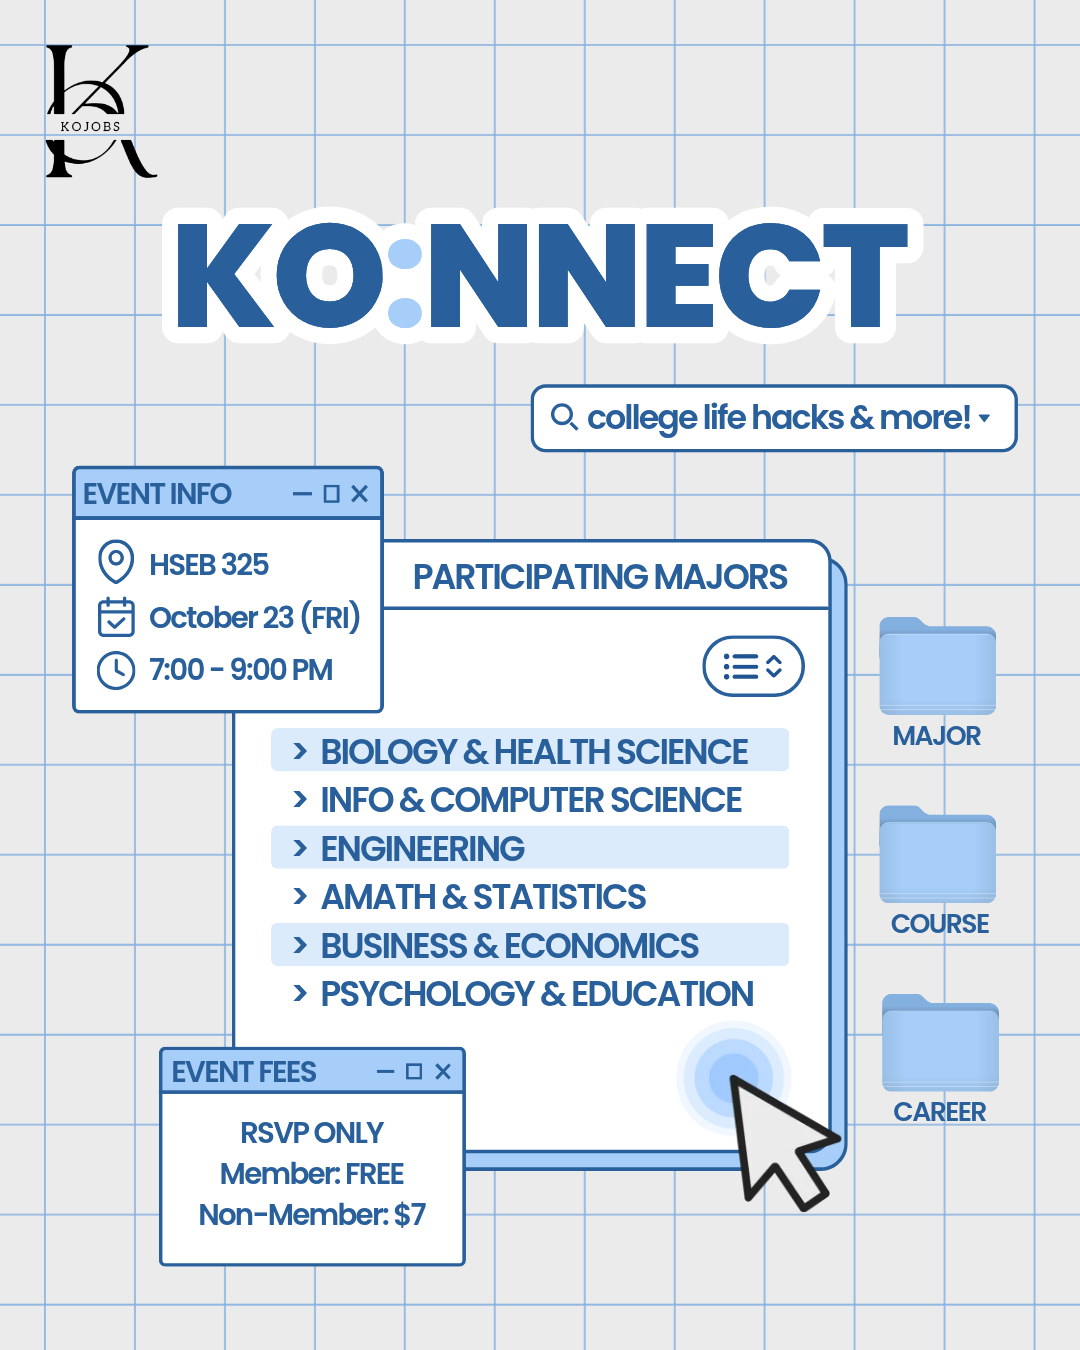 KOJOBS
KO:NNECT
college life hacks & more!
EVENT INFO
HSEB 325
October 23 (FRI)
7:00 - 9:00 PM
PARTICIPATING MAJORS
> BIOLOGY & HEALTH SCIENCE
> INFO & COMPUTER SCIENCE
> ENGINEERING
> AMATH & STATISTICS
> BUSINESS & ECONOMICS
> PSYCHOLOGY & EDUCATION
MAJOR
COURSE
CAREER
EVENT FEES
RSVP ONLY
Member: FREE
Non-Member: $7